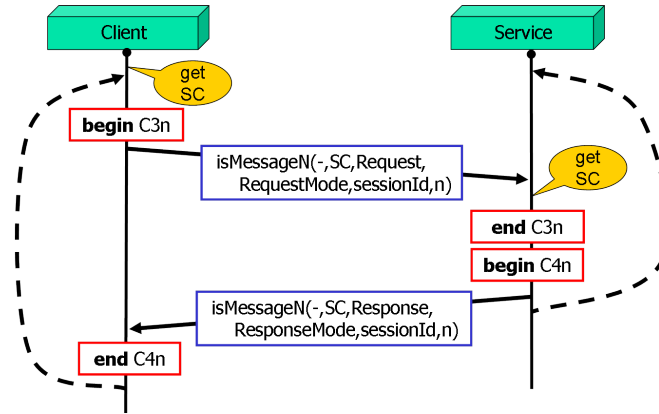 Client
Service
get
SC
begin C3n
isMessageN(-,SC,Request,
RequestMode,sessionId,n)
get
SC
end C3n
begin C4n
isMessageN(-,SC,Response,
ResponseMode,sessionId,n)
end C4n